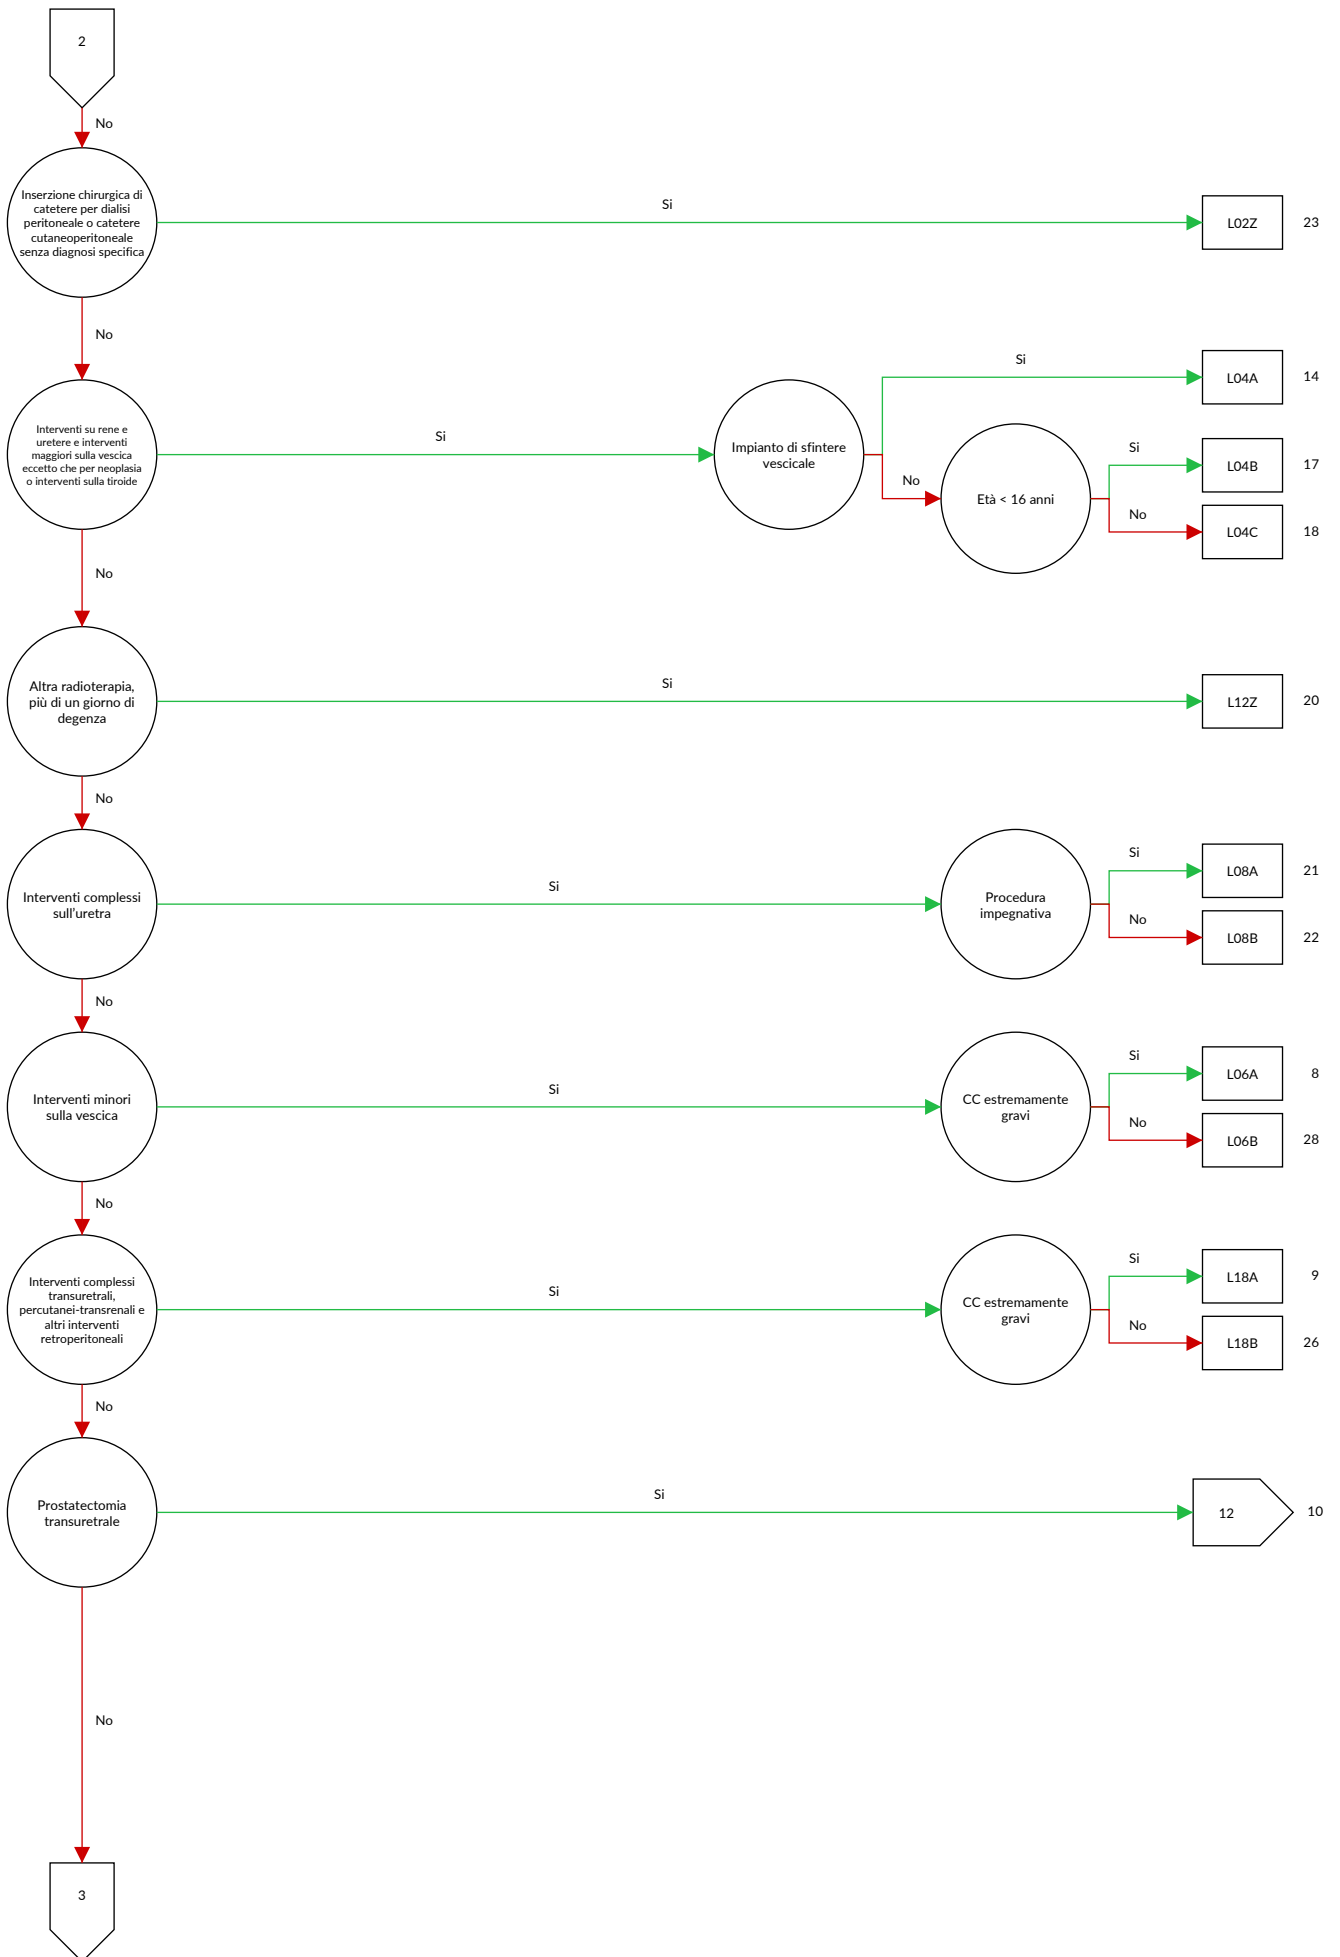 2
No
Inserzione chirurgica di
catetere per dialisi
peritoneale o catetere
cutaneoperitoneale
senza diagnosi specifica
Si
L02Z
23
No
Interventi su rene e
uretere e interventi
maggiori sulla vescica
eccetto che per neoplasia
o interventi sulla tiroide
Si
Impianto di sfintere
vescicale
Si
L04A
14
No
Età < 16 anni
Si
L04B
17
No
L04C
18
No
Altra radioterapia,
più di un giorno di
degenza
Si
L12Z
20
No
Interventi complessi
sull'uretra
Si
Procedura
impegnativa
Si
L08A
21
No
L08B
22
No
Interventi minori
sulla vescica
Si
CC estremamente
gravi
Si
L06A
8
No
L06B
28
No
Interventi complessi
transuretrali,
percutanei-transrenali e
altri interventi
retroperitoneali
Si
CC estremamente
gravi
Si
L18A
9
No
L18B
26
No
Prostatectomia
transuretrale
Si
12
10
No
3